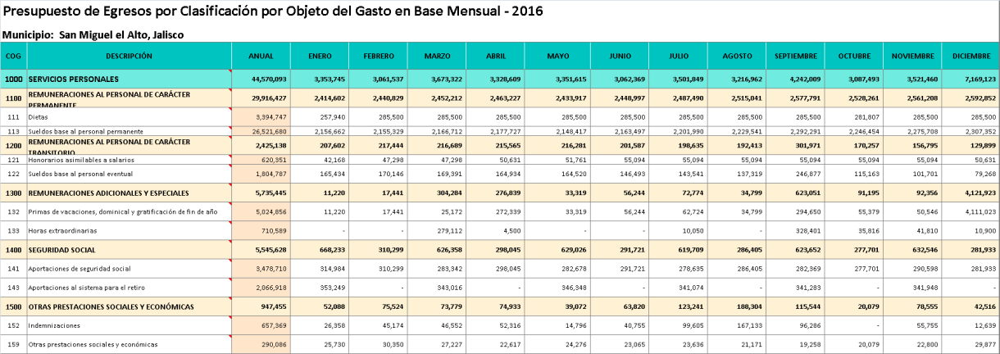 Presupuesto de Egresos por Clasificación por Objeto del Gasto en Base Mensual - 2016
Municipio: San Miguel el Alto, Jalisco
COG DESCRIPCIÓN ANUAL ENERO FEBRERO MARZO ABRIL MAYO JUNIO JULIO AGOSTO SEPTIEMBRE OCTUBRE NOVIEMBRE DICIEMBRE
1000 SERVICIOS PERSONALES 44,570,093 3,353,745 3,061,537 3,673,322 3,328,609 3,351,615 3,062,369 3,501,849 3,216,962 4,242,009 3,087,493 3,521,460 7,169,123
1100 REMUNERACIONES AL PERSONAL DE CARÁCTER PERMANENTE 29,916,427 2,414,602 2,440,829 2,452,212 2,463,227 2,433,917 2,448,997 2,487,490 2,515,041 2,577,791 2,528,261 2,561,208 2,592,852
111 Dietas 3,394,747 257,940 285,500 285,500 285,500 285,500 285,500 285,500 285,500 285,500 281,807 285,500 285,500
113 Sueldos base al personal permanente 26,521,680 2,156,662 2,155,329 2,166,712 2,177,727 2,148,417 2,163,497 2,201,990 2,229,541 2,292,291 2,246,454 2,275,708 2,307,352
1200 REMUNERACIONES AL PERSONAL DE CARÁCTER TRANSITORIO 2,425,138 207,602 217,444 216,689 215,565 216,281 201,587 198,635 192,413 301,971 170,257 156,795 129,899
121 Honorarios asimilables a salarios 620,351 42,168 47,298 47,298 50,631 51,761 55,094 55,094 55,094 55,094 55,094 55,094 50,631
122 Sueldos base al personal eventual 1,804,787 165,434 170,146 169,391 164,934 164,520 146,493 143,541 137,319 246,877 115,163 101,701 79,268
1300 REMUNERACIONES ADICIONALES Y ESPECIALES 5,735,445 11,220 17,441 304,284 276,839 33,319 56,244 72,774 34,799 623,051 91,195 92,356 4,121,923
132 Primas de vacaciones, dominical y gratificación de fin de año 5,024,856 11,220 17,441 25,172 272,339 33,319 56,244 62,724 34,799 294,650 55,379 50,546 4,111,023
133 Horas extraordinarias 710,589 - - 279,112 4,500 - - 10,050 - 328,401 35,816 41,810 10,900
1400 SEGURIDAD SOCIAL 5,545,628 668,233 310,299 626,358 298,045 629,026 291,721 619,709 286,405 623,652 277,701 632,546 281,933
141 Aportaciones de seguridad social 3,478,710 314,984 310,299 283,342 298,045 282,678 291,721 278,635 286,405 282,369 277,701 290,598 281,933
143 Aportaciones al sistema para el retiro 2,066,918 353,249 - 343,016 - 346,348 - 341,074 - 341,283 - 341,948 -
1500 OTRAS PRESTACIONES SOCIALES Y ECONÓMICAS 947,455 52,088 75,524 73,779 74,933 39,072 63,820 123,241 188,304 115,544 20,079 78,555 42,516
152 Indemnizaciones 657,369 26,358 45,174 46,552 52,316 14,796 40,755 99,605 167,133 96,286 - 55,755 12,639
159 Otras prestaciones sociales y económicas 290,086 25,730 30,350 27,227 22,617 24,276 23,065 23,636 21,171 19,258 20,079 22,800 29,877